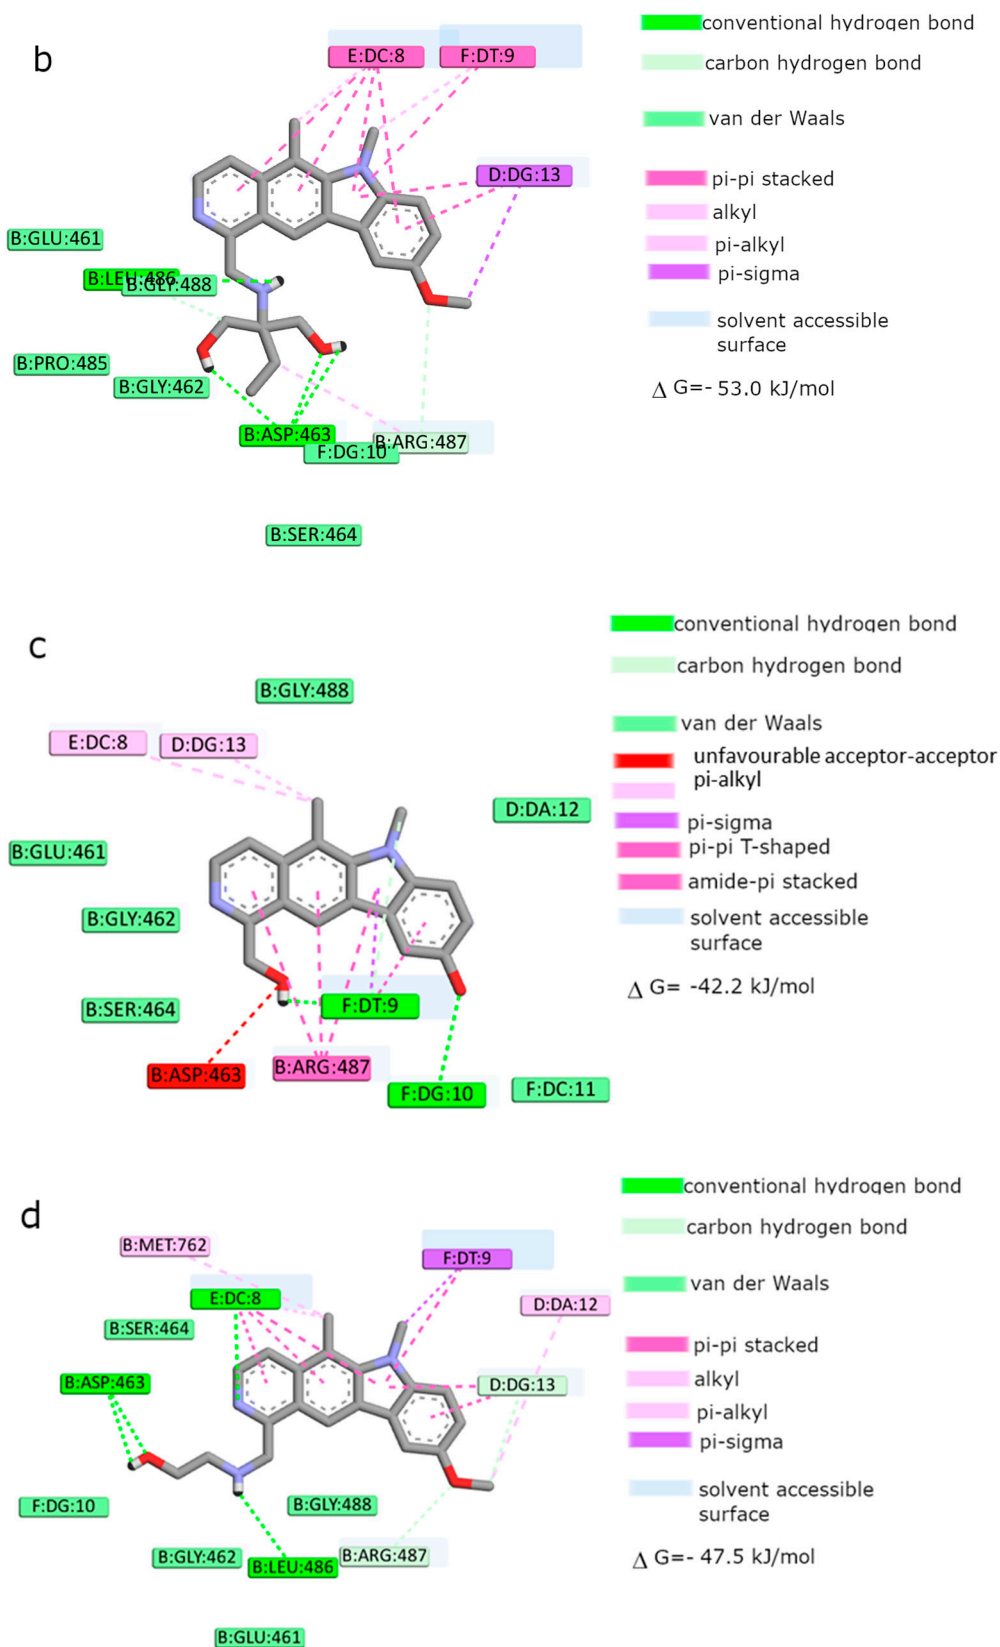 b
E:DC:8
F:DT:9
D:DG:13
B:GLU:461
B:LEU:486
B:GLY:488
B:PRO:485
B:GLY:462
B:ASP:463
B:ARG:487
F:DG:10
B:SER:464
conventional hydrogen bond
carbon hydrogen bond
van der Waals
pi-pi stacked
alkyl
pi-alkyl
pi-sigma
solvent accessible
surface
Δ G=- 53.0 kJ/mol
c
B:GLY:488
E:DC:8
D:DG:13
D:DA:12
B:GLU:461
B:GLY:462
B:SER:464
F:DT:9
B:ASP:463
B:ARG:487
F:DG:10
F:DC:11
conventional hydrogen bond
carbon hydrogen bond
van der Waals
unfavourable acceptor-acceptor
pi-alkyl
pi-sigma
pi-pi T-shaped
amide-pi stacked
solvent accessible
surface
Δ G= -42.2 kJ/mol
d
B:MET:762
F:DT:9
E:DC:8
D:DA:12
B:SER:464
B:ASP:463
D:DG:13
F:DG:10
B:GLY:488
B:GLY:462
B:LEU:486
B:ARG:487
B:GLU:461
conventional hydrogen bond
carbon hydrogen bond
van der Waals
pi-pi stacked
alkyl
pi-alkyl
pi-sigma
solvent accessible
surface
Δ G=- 47.5 kJ/mol